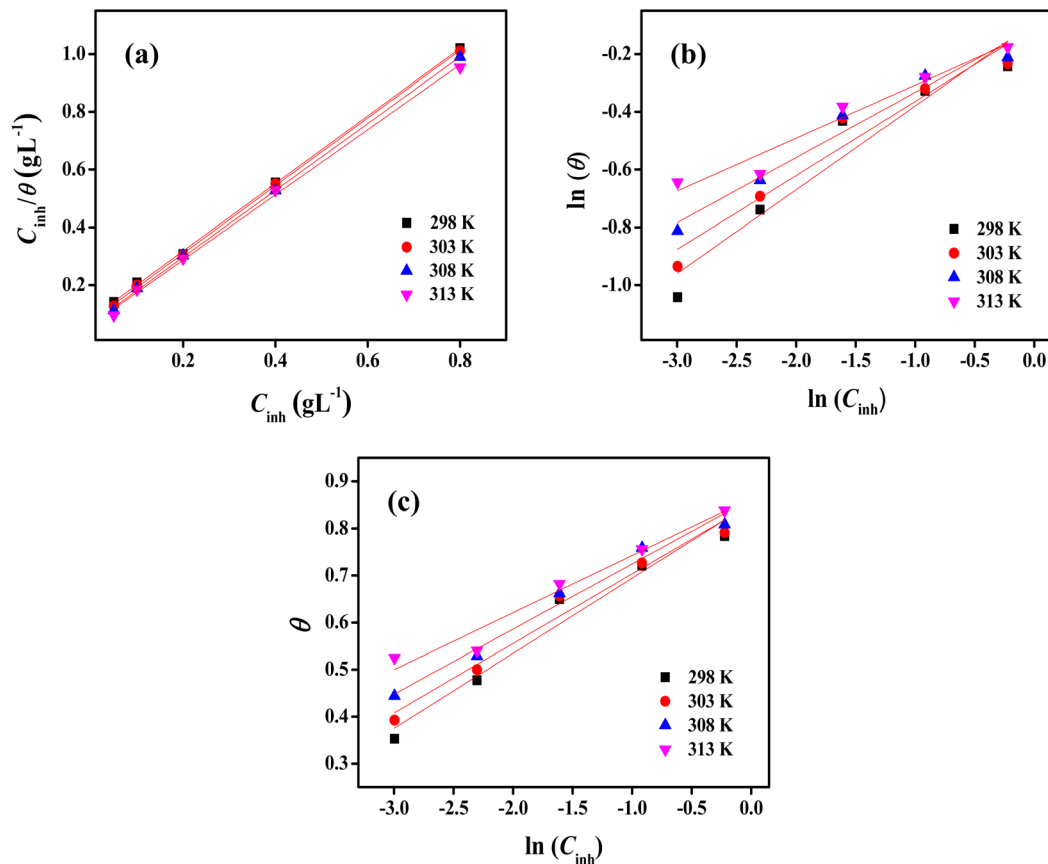 (a)
1.0
0.8
0.6
0.4
0.2
C_inh/θ (gL⁻¹)
298 K
303 K
308 K
313 K
0.2 0.4 0.6 0.8
C_inh (gL⁻¹)
(b)
-0.2
-0.4
-0.6
-0.8
-1.0
ln (θ)
298 K
303 K
308 K
313 K
-3.0 -2.5 -2.0 -1.5 -1.0 -0.5 0.0
ln (C_inh)
(c)
0.9
0.8
0.7
0.6
0.5
0.4
0.3
θ
298 K
303 K
308 K
313 K
-3.0 -2.5 -2.0 -1.5 -1.0 -0.5 0.0
ln (C_inh)